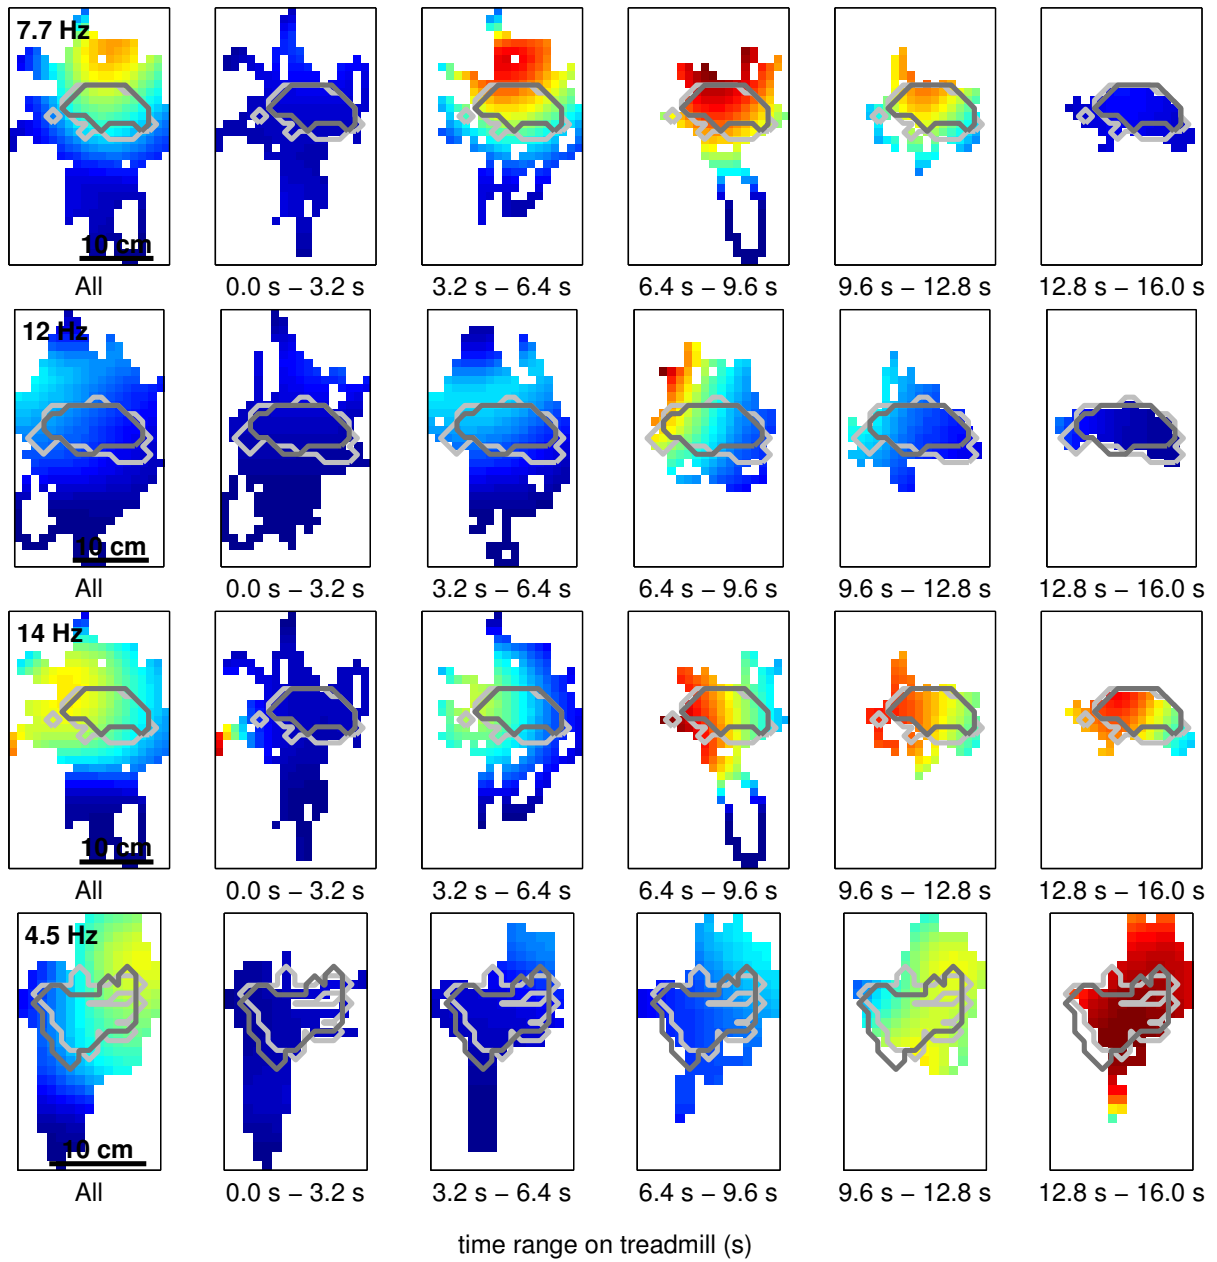 7.7 Hz
10 cm
All
0.0 s − 3.2 s
3.2 s − 6.4 s
6.4 s − 9.6 s
9.6 s − 12.8 s
12.8 s − 16.0 s
12 Hz
10 cm
All
0.0 s − 3.2 s
3.2 s − 6.4 s
6.4 s − 9.6 s
9.6 s − 12.8 s
12.8 s − 16.0 s
14 Hz
10 cm
All
0.0 s − 3.2 s
3.2 s − 6.4 s
6.4 s − 9.6 s
9.6 s − 12.8 s
12.8 s − 16.0 s
4.5 Hz
10 cm
All
0.0 s − 3.2 s
3.2 s − 6.4 s
6.4 s − 9.6 s
9.6 s − 12.8 s
12.8 s − 16.0 s
time range on treadmill (s)